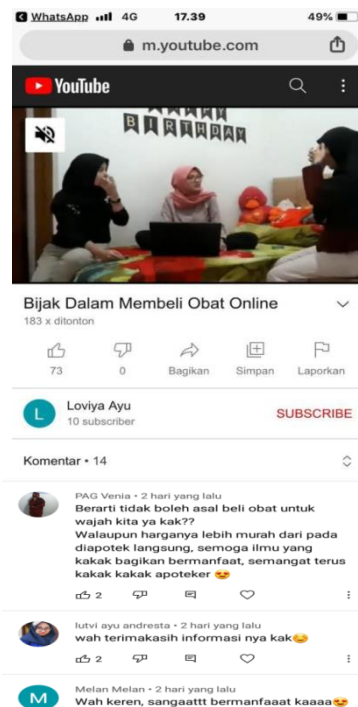 WhatsApp 4G 17.39 49%
m.youtube.com
YouTube
BIRTHDAY
Bijak Dalam Membeli Obat Online
183 x ditonton
73 0 Bagikan Simpan Laporkan
L Loviya Ayu SUBSCRIBE
10 subscriber
Komentar • 14
PAG Venia • 2 hari yang lalu
Berarti tidak boleh asal beli obat untuk
wajah kita ya kak??
Walaupun harganya lebih murah dari pada
diapotek langsung, semoga ilmu yang
kakak bagikan bermanfaat, semangat terus
kakak kakak apoteker 😍
2
lutvi ayu andresta • 2 hari yang lalu
wah terimakasih informasi nya kak😊
2
M Melan Melan • 2 hari yang lalu
Wah keren, sangaattt bermanfaaat kaaaa😍